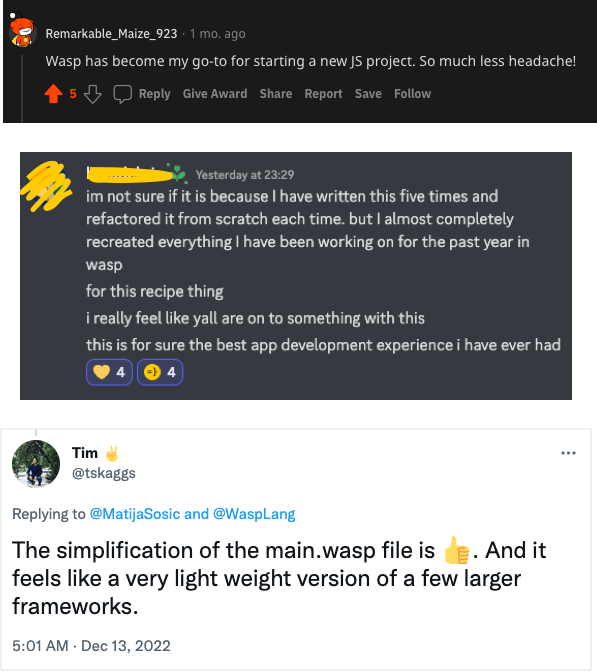 Remarkable_Maize_923 · 1 mo. ago
Wasp has become my go-to for starting a new JS project. So much less headache!
5 Reply Give Award Share Report Save Follow
Yesterday at 23:29
im not sure if it is because I have written this five times and
refactored it from scratch each time. but I almost completely
recreated everything I have been working on for the past year in
wasp
for this recipe thing
i really feel like yall are on to something with this
this is for sure the best app development experience i have ever had
💛 4 4
Tim ✌️
@tskaggs
Replying to @MatijaSosic and @WaspLang
The simplification of the main.wasp file is 👍. And it
feels like a very light weight version of a few larger
frameworks.
5:01 AM · Dec 13, 2022